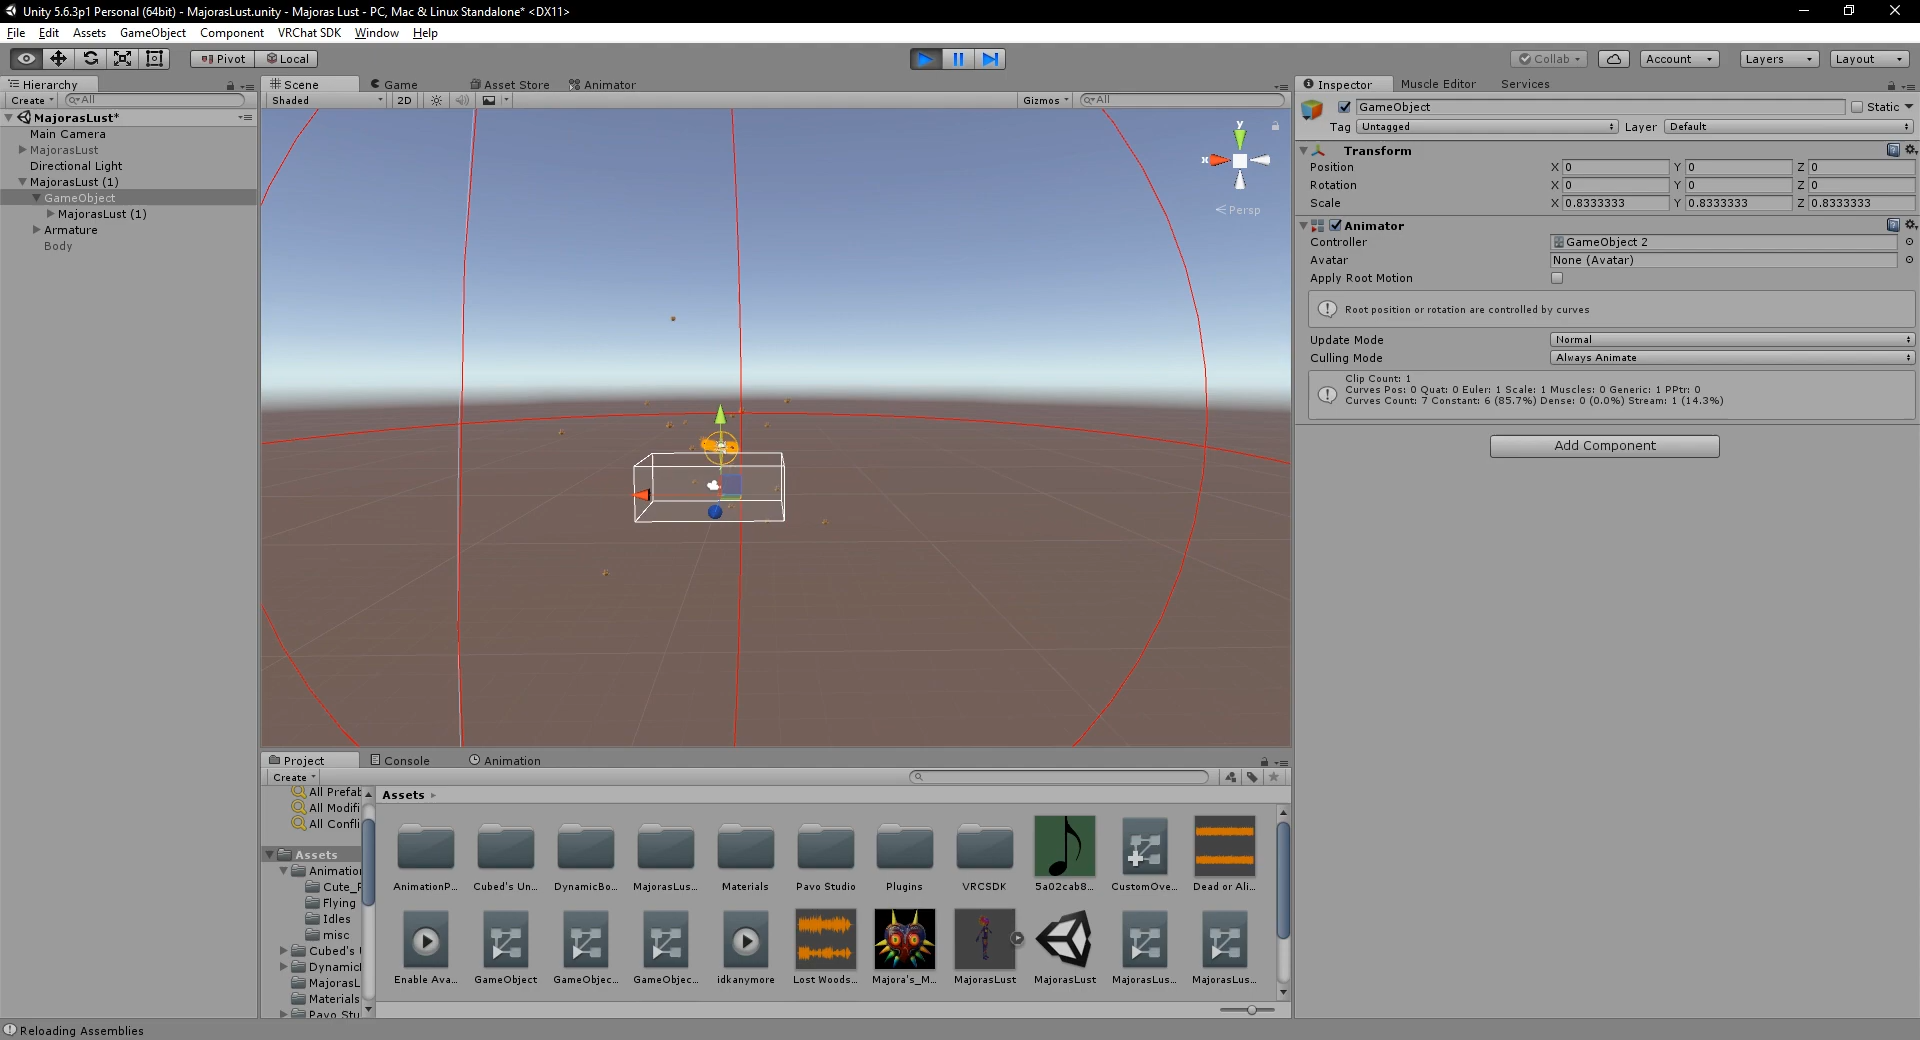 Unity 5.6.3p1 Personal (64bit) - MajorasLust.unity - Majoras Lust - PC, Mac & Linux Standalone* <DX11>
File Edit Assets GameObject Component VRChat SDK Window Help
Pivot Local Collab Account Layers Layout
Hierarchy
Create All
MajorasLust*
Main Camera
MajorasLust
Directional Light
MajorasLust (1)
GameObject
MajorasLust (1)
Armature
Body
Scene Game Asset Store Animator
Shaded 2D Gizmos All
y
x
Persp
Inspector Muscle Editor Services
GameObject Static
Tag Untagged Layer Default
Transform
Position X 0 Y 0 Z 0
Rotation X 0 Y 0 Z 0
Scale X 0.8333333 Y 0.8333333 Z 0.8333333
Animator
Controller GameObject 2
Avatar None (Avatar)
Apply Root Motion
Root position or rotation are controlled by curves
Update Mode Normal
Culling Mode Always Animate
Clip Count: 1
Curves Pos: 0 Quat: 0 Euler: 1 Scale: 1 Muscles: 0 Generic: 1 PPtr: 0
Curves Count: 7 Constant: 6 (85.7%) Dense: 0 (0.0%) Stream: 1 (14.3%)
Add Component
Project Console Animation
Create
All Prefab
All Modifi
All Confli
Assets
Animation
Cute_F
Flying
Idles
misc
Cubed's
Dynamic
MajorasL
Materials
Pavo Stu
Assets
AnimationP... Cubed's Un... DynamicBo... MajorasLus... Materials Pavo Studio Plugins VRCSDK 5a02cab8... CustomOve... Dead or Ali...
Enable Ava... GameObject GameObjec... GameObjec... idkanymore Lost Woods... Majora's_M... MajorasLust MajorasLust MajorasLus... MajorasLus...
Reloading Assemblies